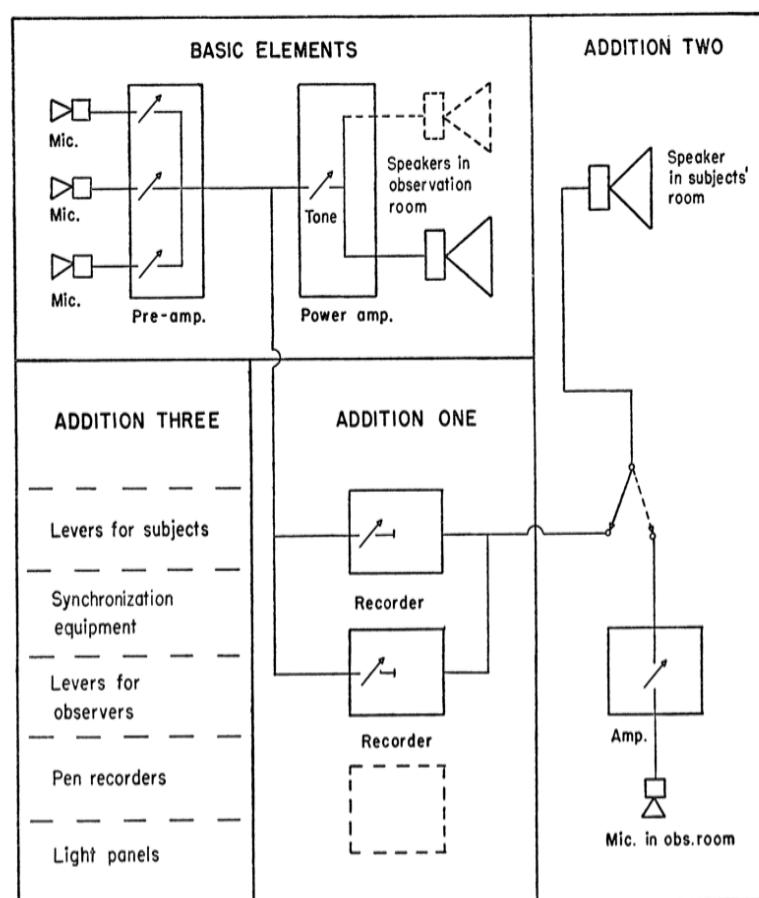 BASIC ELEMENTS
Mic.
Mic.
Mic.
Pre-amp.
Tone
Power amp.
Speakers in
observation
room
ADDITION TWO
Speaker
in subjects'
room
Amp.
Mic. in obs.room
ADDITION THREE
Levers for subjects
Synchronization
equipment
Levers for
observers
Pen recorders
Light panels
ADDITION ONE
Recorder
Recorder